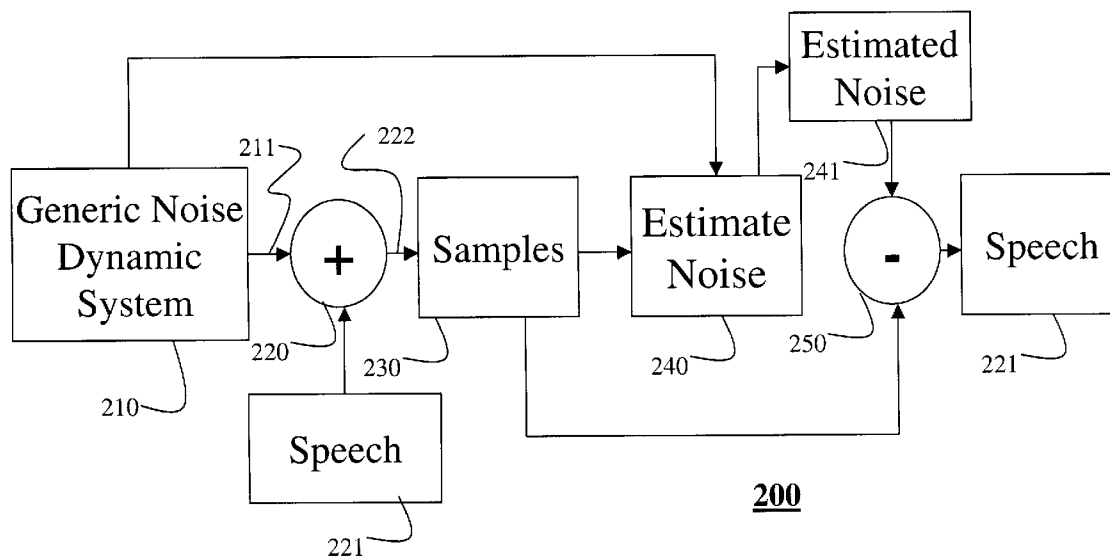 Estimated
Noise
211
222
241
Generic Noise
Dynamic
System
+
Samples
Estimate
Noise
-
Speech
220
230
240
250
221
210
Speech
221
200